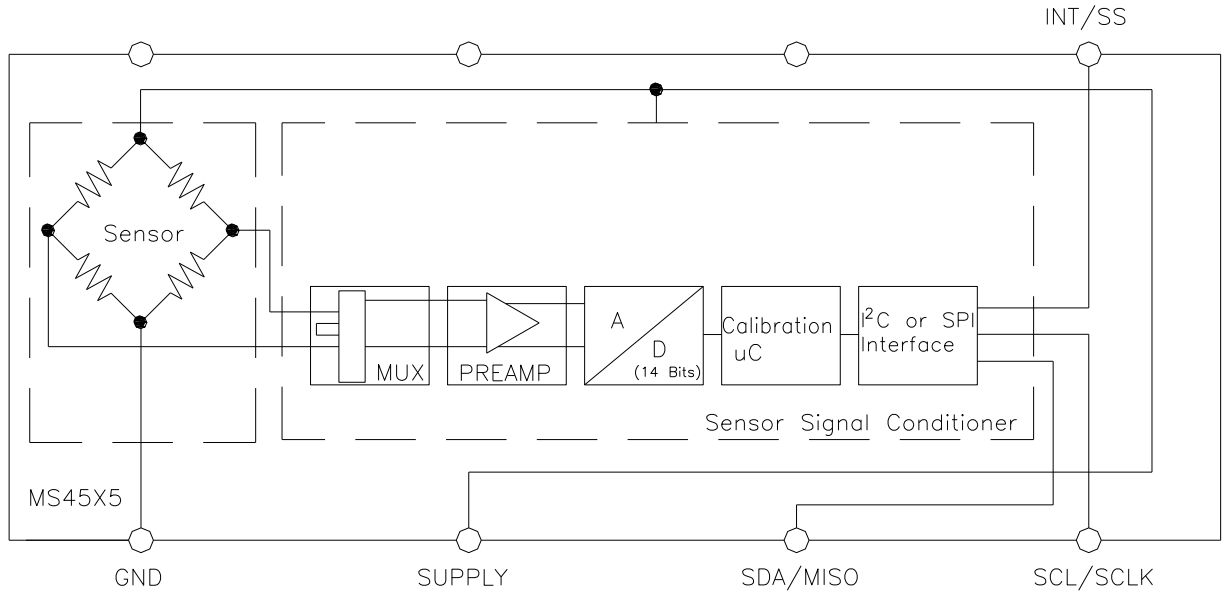 INT/SS
Sensor
MUX
PREAMP
A
D
(14 Bits)
Calibration
uC
I²C or SPI
Interface
Sensor Signal Conditioner
MS45X5
GND
SUPPLY
SDA/MISO
SCL/SCLK